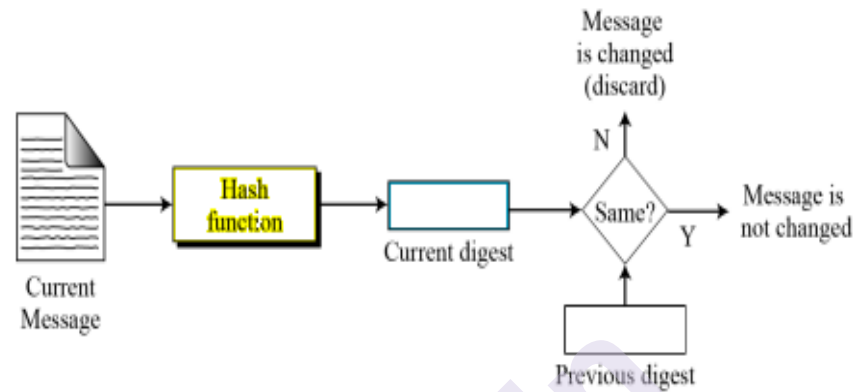 Message
is changed
(discard)
N
Hash
function
Same?
Message is
not changed
Y
Current digest
Current
Message
Previous digest